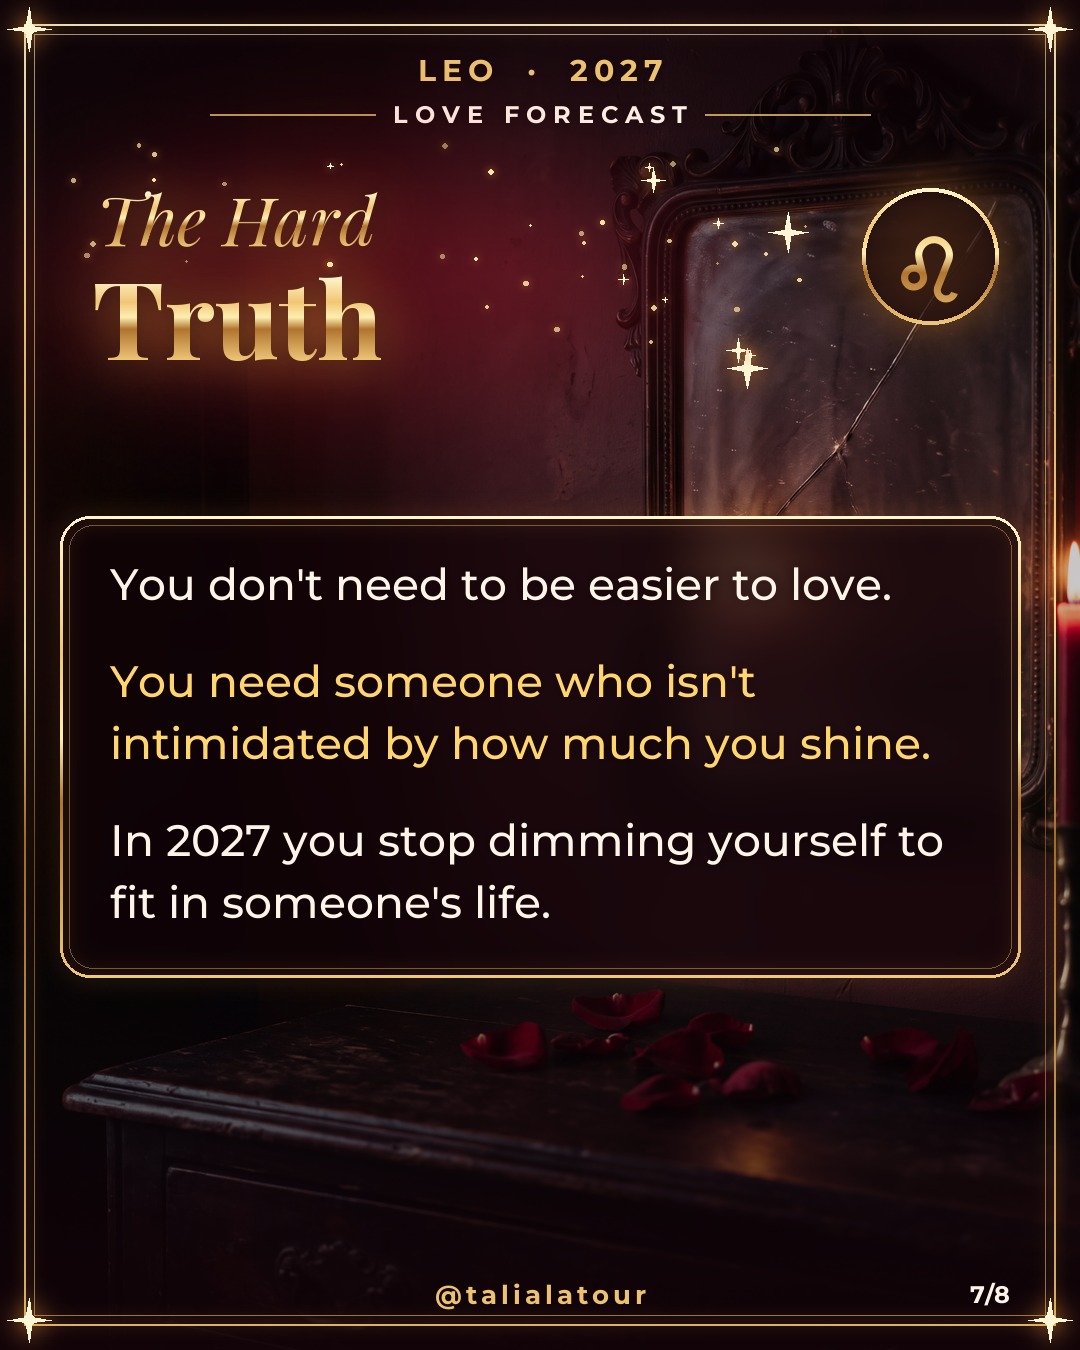 LEO · 2027
LOVE FORECAST
The Hard
Truth
♌
You don't need to be easier to love.
You need someone who isn't
intimidated by how much you shine.
In 2027 you stop dimming yourself to
fit in someone's life.
@talialatour
7/8